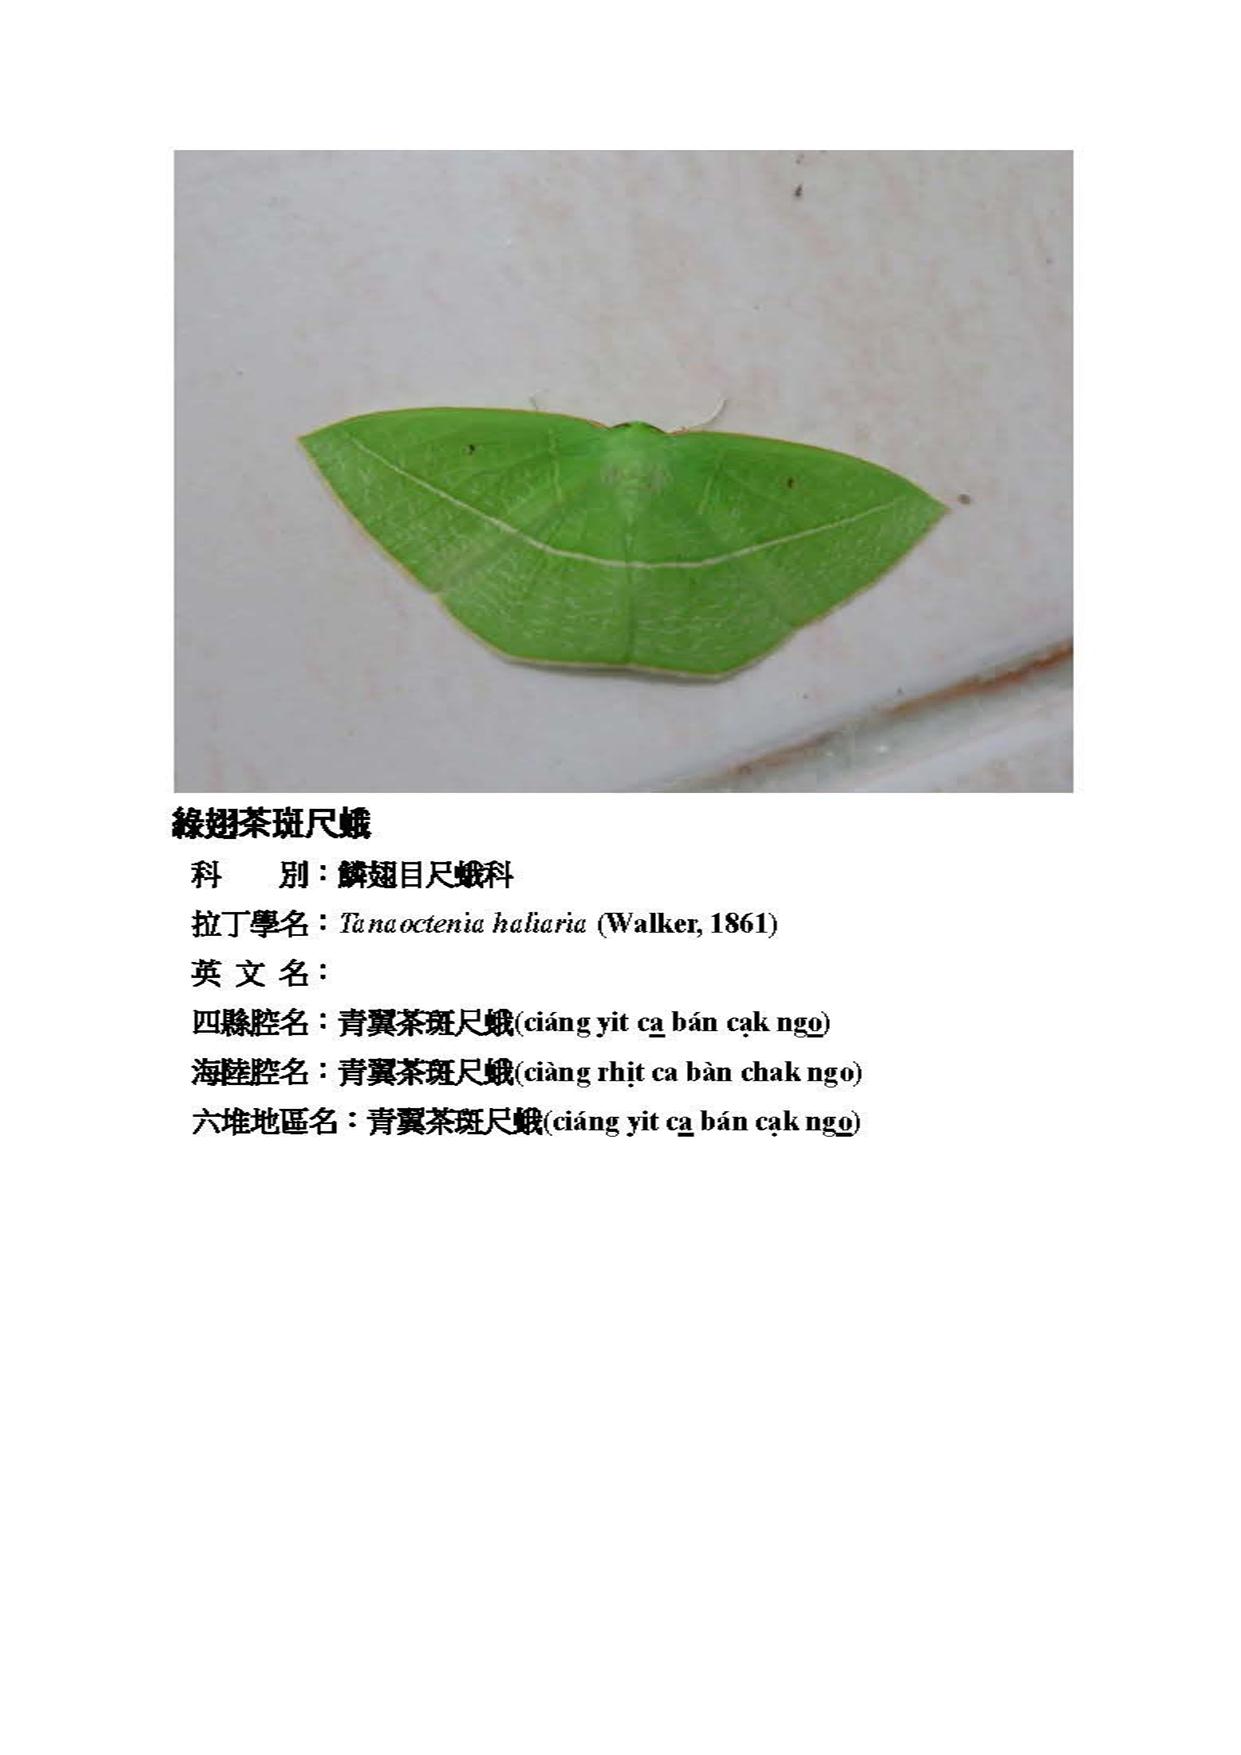 綠翅茶斑尺蛾
科　　別：鱗翅目尺蛾科
拉丁學名：Tanaoctenia haliaria (Walker, 1861)
英 文 名：
四縣腔名：青翼茶斑尺蛾(ciáng yit ca̲ bán cạk ngo̲)
海陸腔名：青翼茶斑尺蛾(ciàng rhịt ca bàn chak ngo)
六堆地區名：青翼茶斑尺蛾(ciáng yit ca̲ bán cạk ngo̲)